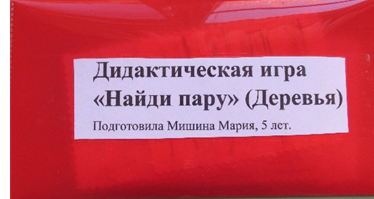 Дидактическая игра
«Найди пару» (Деревья)
Подготовила Мишина Мария, 5 лет.